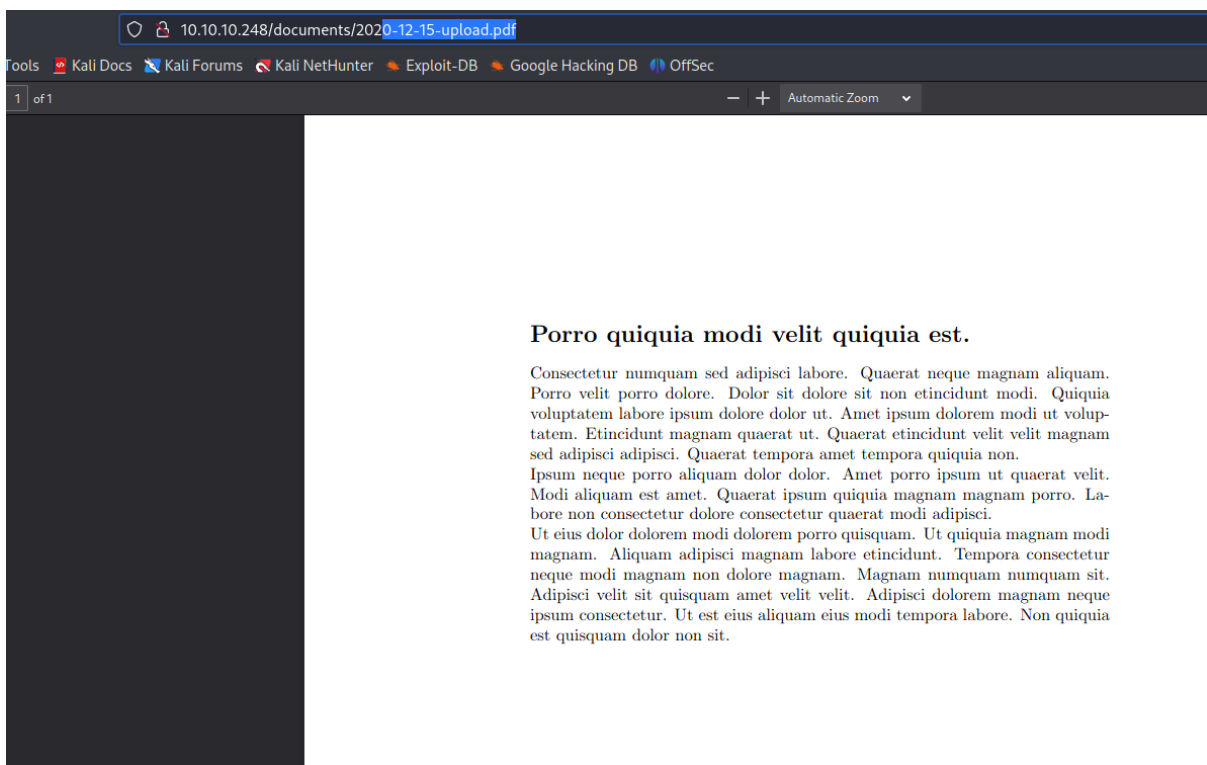 10.10.10.248/documents/2020-12-15-upload.pdf
Tools Kali Docs Kali Forums Kali NetHunter Exploit-DB Google Hacking DB OffSec
1 of 1 Automatic Zoom
Porro quiquia modi velit quiquia est.
Consectetur numquam sed adipisci labore. Quaerat neque magnam aliquam.
Porro velit porro dolore. Dolor sit dolore sit non etincidunt modi. Quiquia
voluptatem labore ipsum dolore dolor ut. Amet ipsum dolorem modi ut volup-
tatem. Etincidunt magnam quaerat ut. Quaerat etincidunt velit velit magnam
sed adipisci adipisci. Quaerat tempora amet tempora quiquia non.
Ipsum neque porro aliquam dolor dolor. Amet porro ipsum ut quaerat velit.
Modi aliquam est amet. Quaerat ipsum quiquia magnam magnam porro. La-
bore non consectetur dolore consectetur quaerat modi adipisci.
Ut eius dolor dolorem modi dolorem porro quisquam. Ut quiquia magnam modi
magnam. Aliquam adipisci magnam labore etincidunt. Tempora consectetur
neque modi magnam non dolore magnam. Magnam numquam numquam sit.
Adipisci velit sit quisquam amet velit velit. Adipisci dolorem magnam neque
ipsum consectetur. Ut est eius aliquam eius modi tempora labore. Non quiquia
est quisquam dolor non sit.